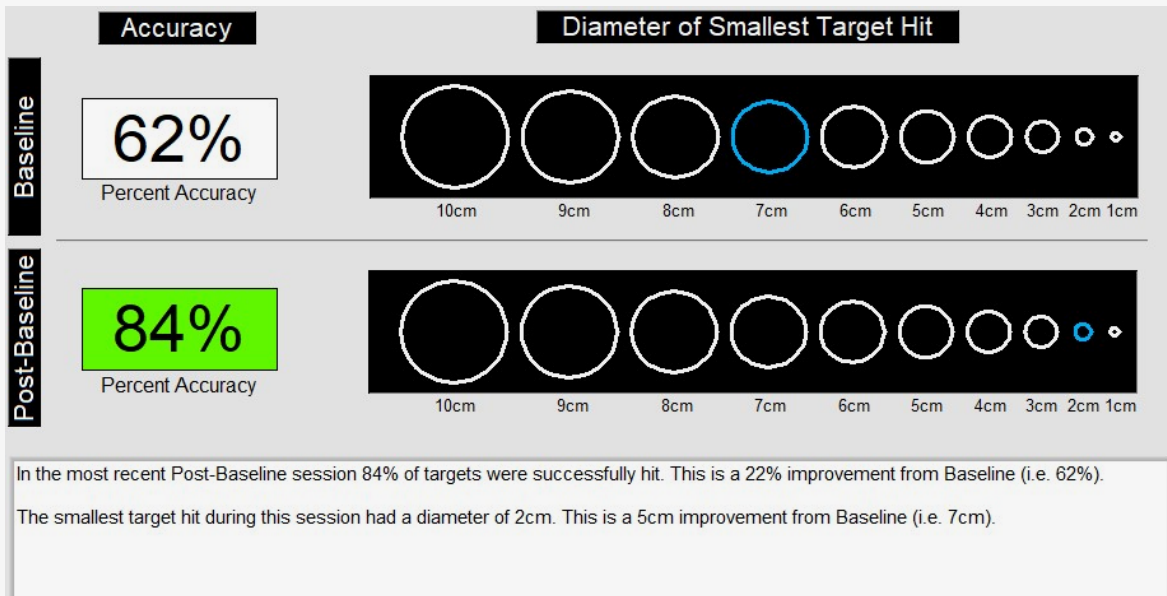 Accuracy
Diameter of Smallest Target Hit
Baseline
62%
Percent Accuracy
10cm 9cm 8cm 7cm 6cm 5cm 4cm 3cm 2cm 1cm
Post-Baseline
84%
Percent Accuracy
10cm 9cm 8cm 7cm 6cm 5cm 4cm 3cm 2cm 1cm
In the most recent Post-Baseline session 84% of targets were successfully hit. This is a 22% improvement from Baseline (i.e. 62%).
The smallest target hit during this session had a diameter of 2cm. This is a 5cm improvement from Baseline (i.e. 7cm).